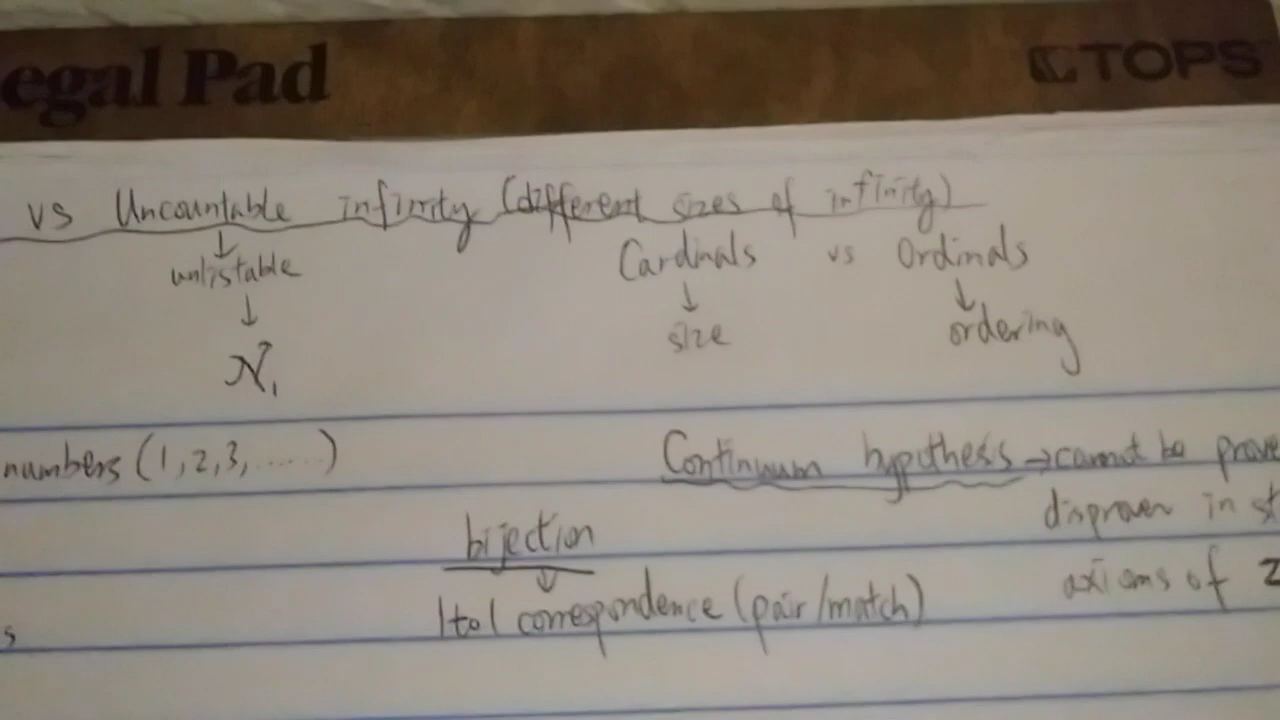 egal Pad
TOPS
vs Uncountable infinity (different sizes of infinity)
↓ Cardinals vs Ordinals
unlistable ↓ ↓
↓ size ordering
ℵ₁
numbers (1,2,3,......)
Continuum hypothesis → cannot be prove
disproven in st
bijection
↓
axioms of Z
1 to 1 correspondence (pair/match)
s